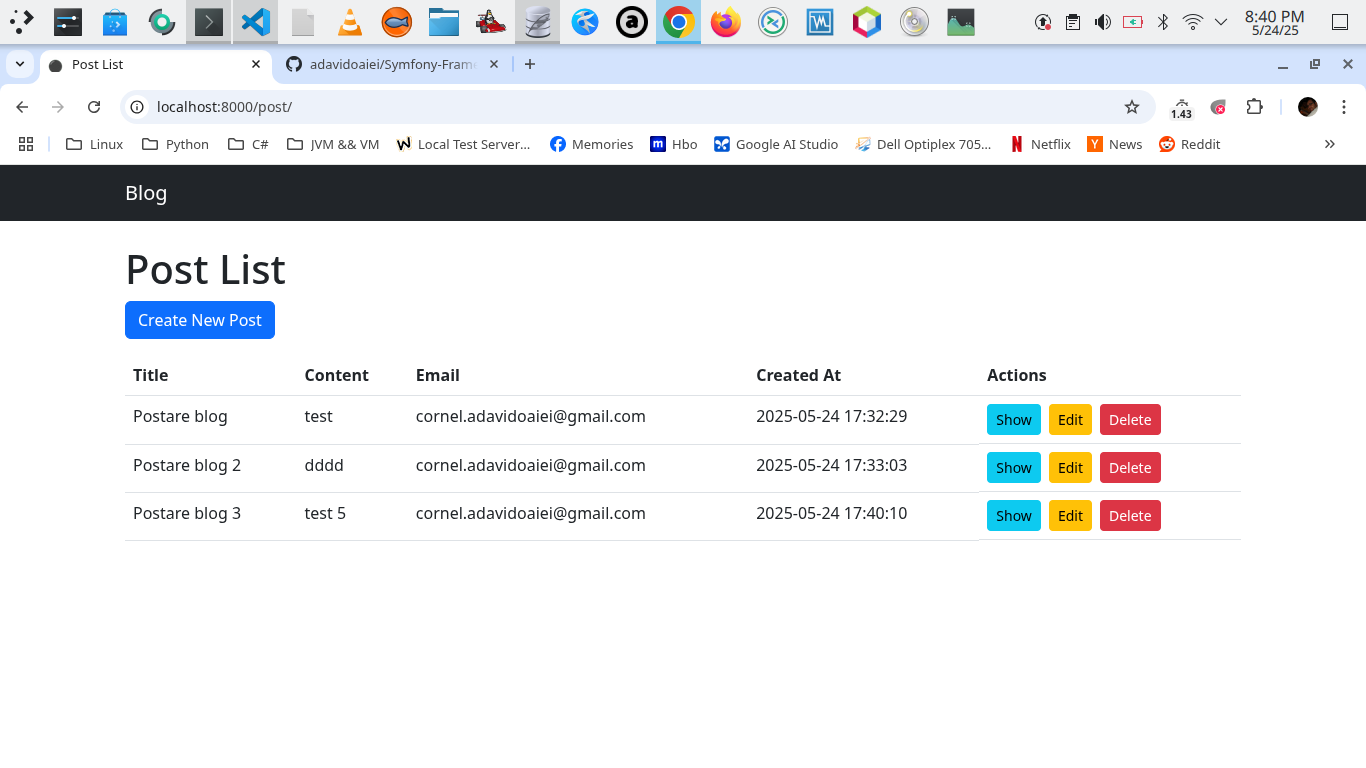 8:40 PM
5/24/25
Post List
adavidoaiei/Symfony-Fram
localhost:8000/post/
1.43
Linux Python C# JVM && VM Local Test Server... Memories Hbo Google AI Studio Dell Optiplex 705... Netflix News Reddit
Blog
Post List
Create New Post
Title Content Email Created At Actions
Postare blog test cornel.adavidoaiei@gmail.com 2025-05-24 17:32:29 Show Edit Delete
Postare blog 2 dddd cornel.adavidoaiei@gmail.com 2025-05-24 17:33:03 Show Edit Delete
Postare blog 3 test 5 cornel.adavidoaiei@gmail.com 2025-05-24 17:40:10 Show Edit Delete